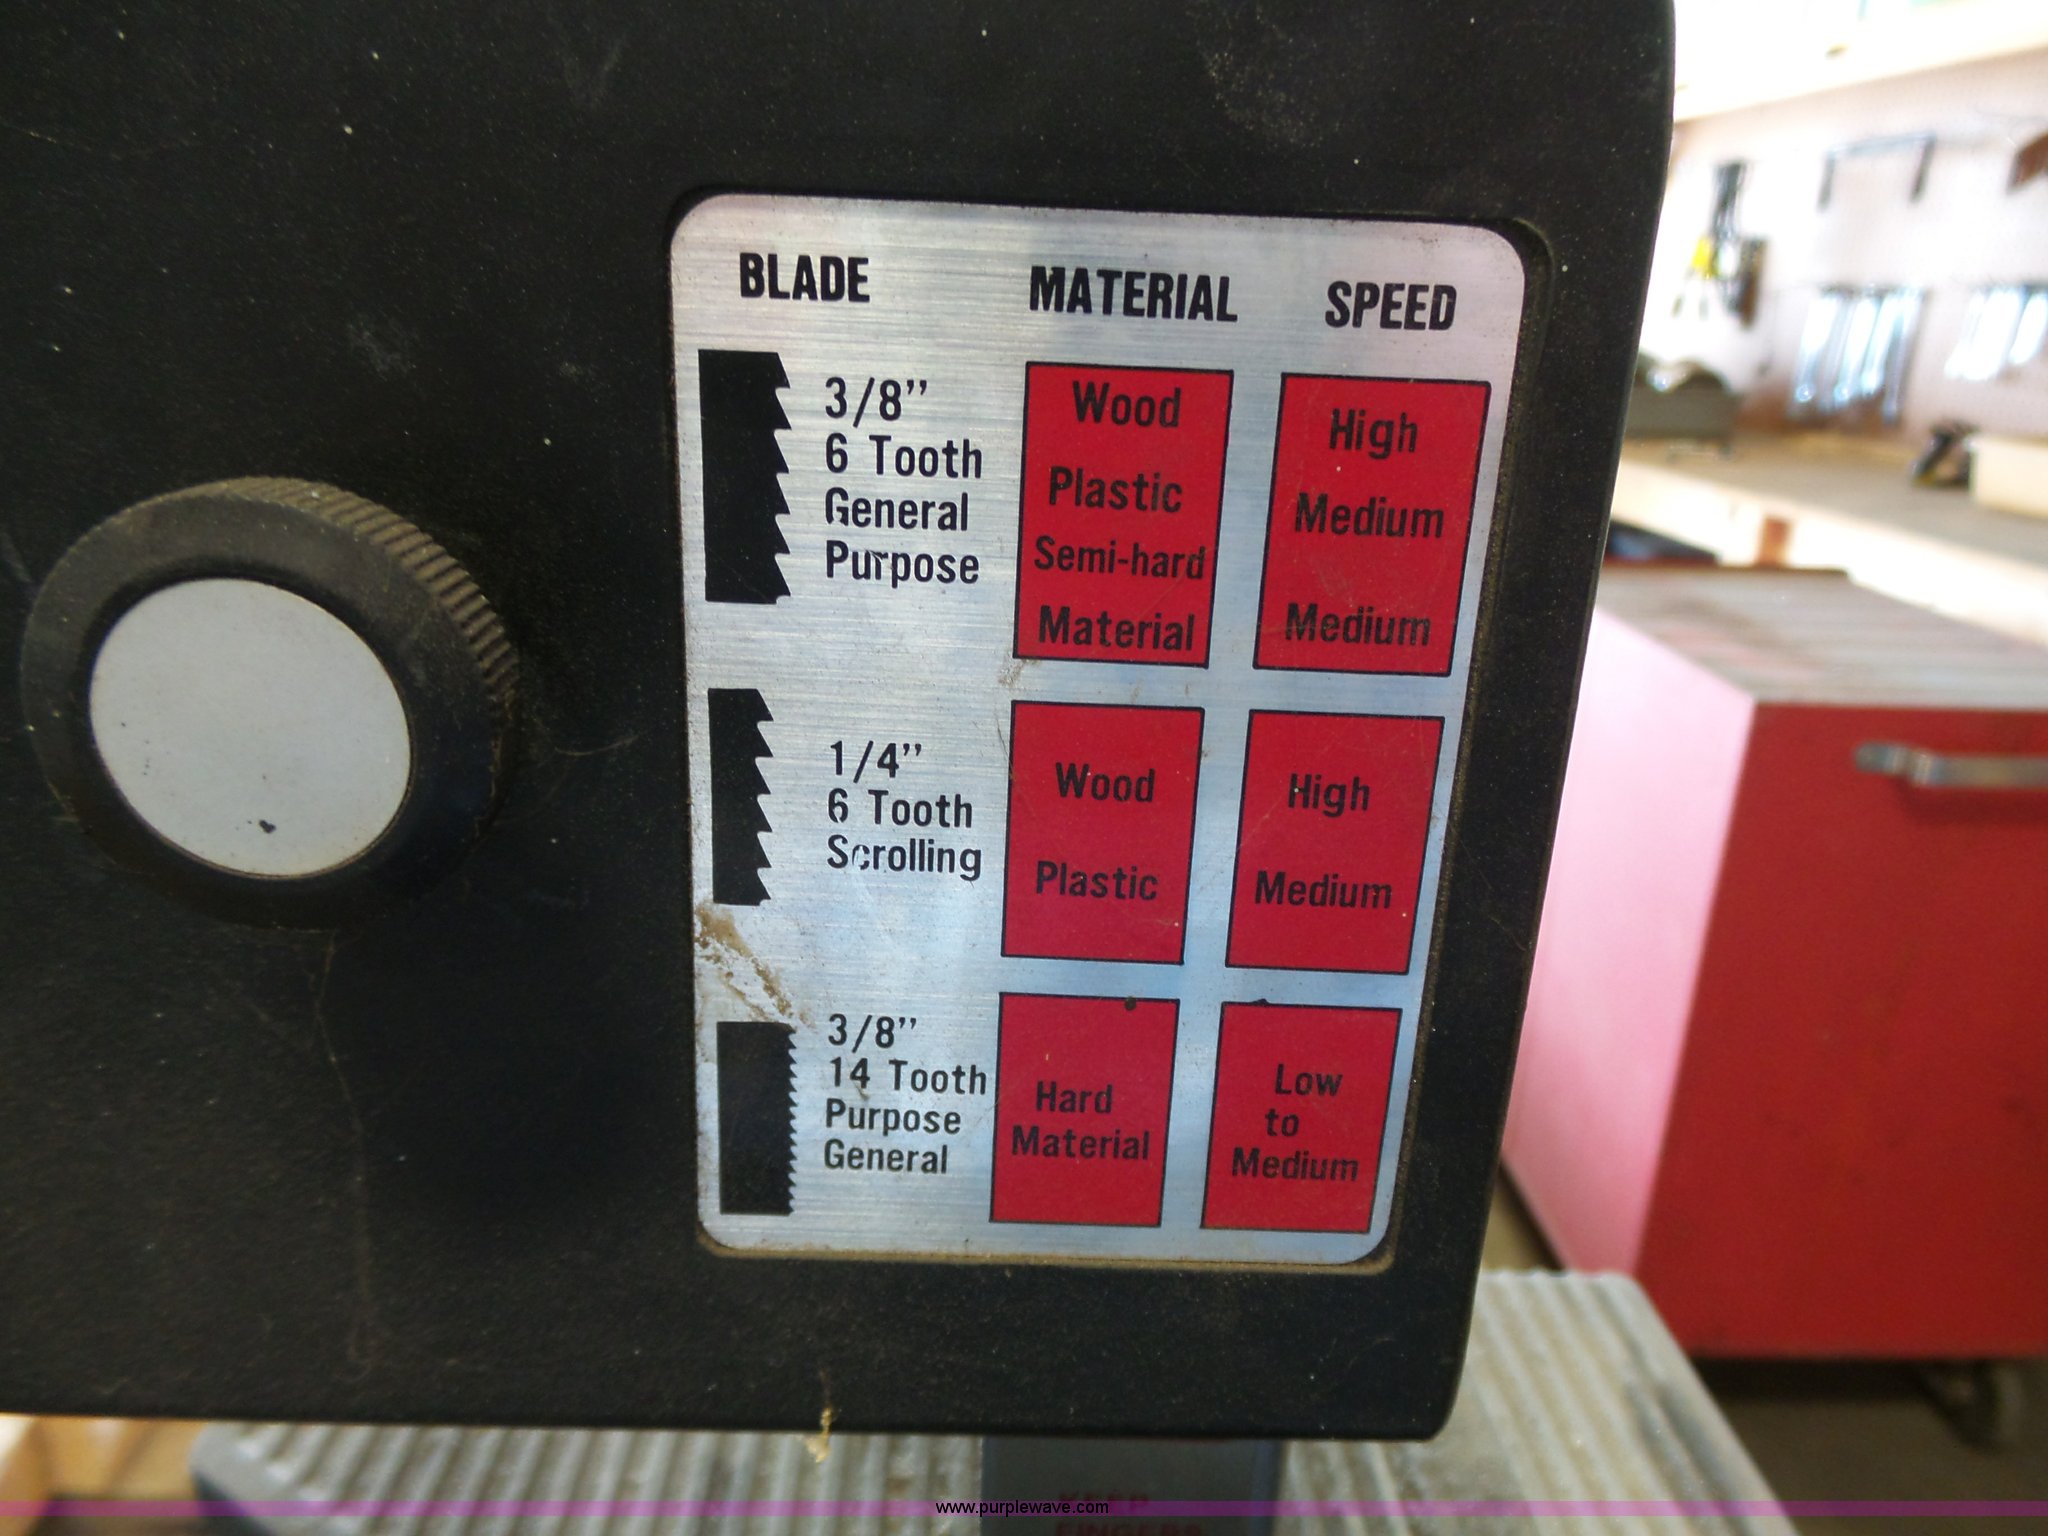 BLADE MATERIAL SPEED
3/8"
6 Tooth
General
Purpose
Wood
Plastic
Semi-hard
Material
High
Medium
Medium
1/4"
6 Tooth
Scrolling
Wood
Plastic
High
Medium
3/8"
14 Tooth
Purpose
General
Hard
Material
Low
to
Medium
KEEP
FINGERS
www.purplewave.com